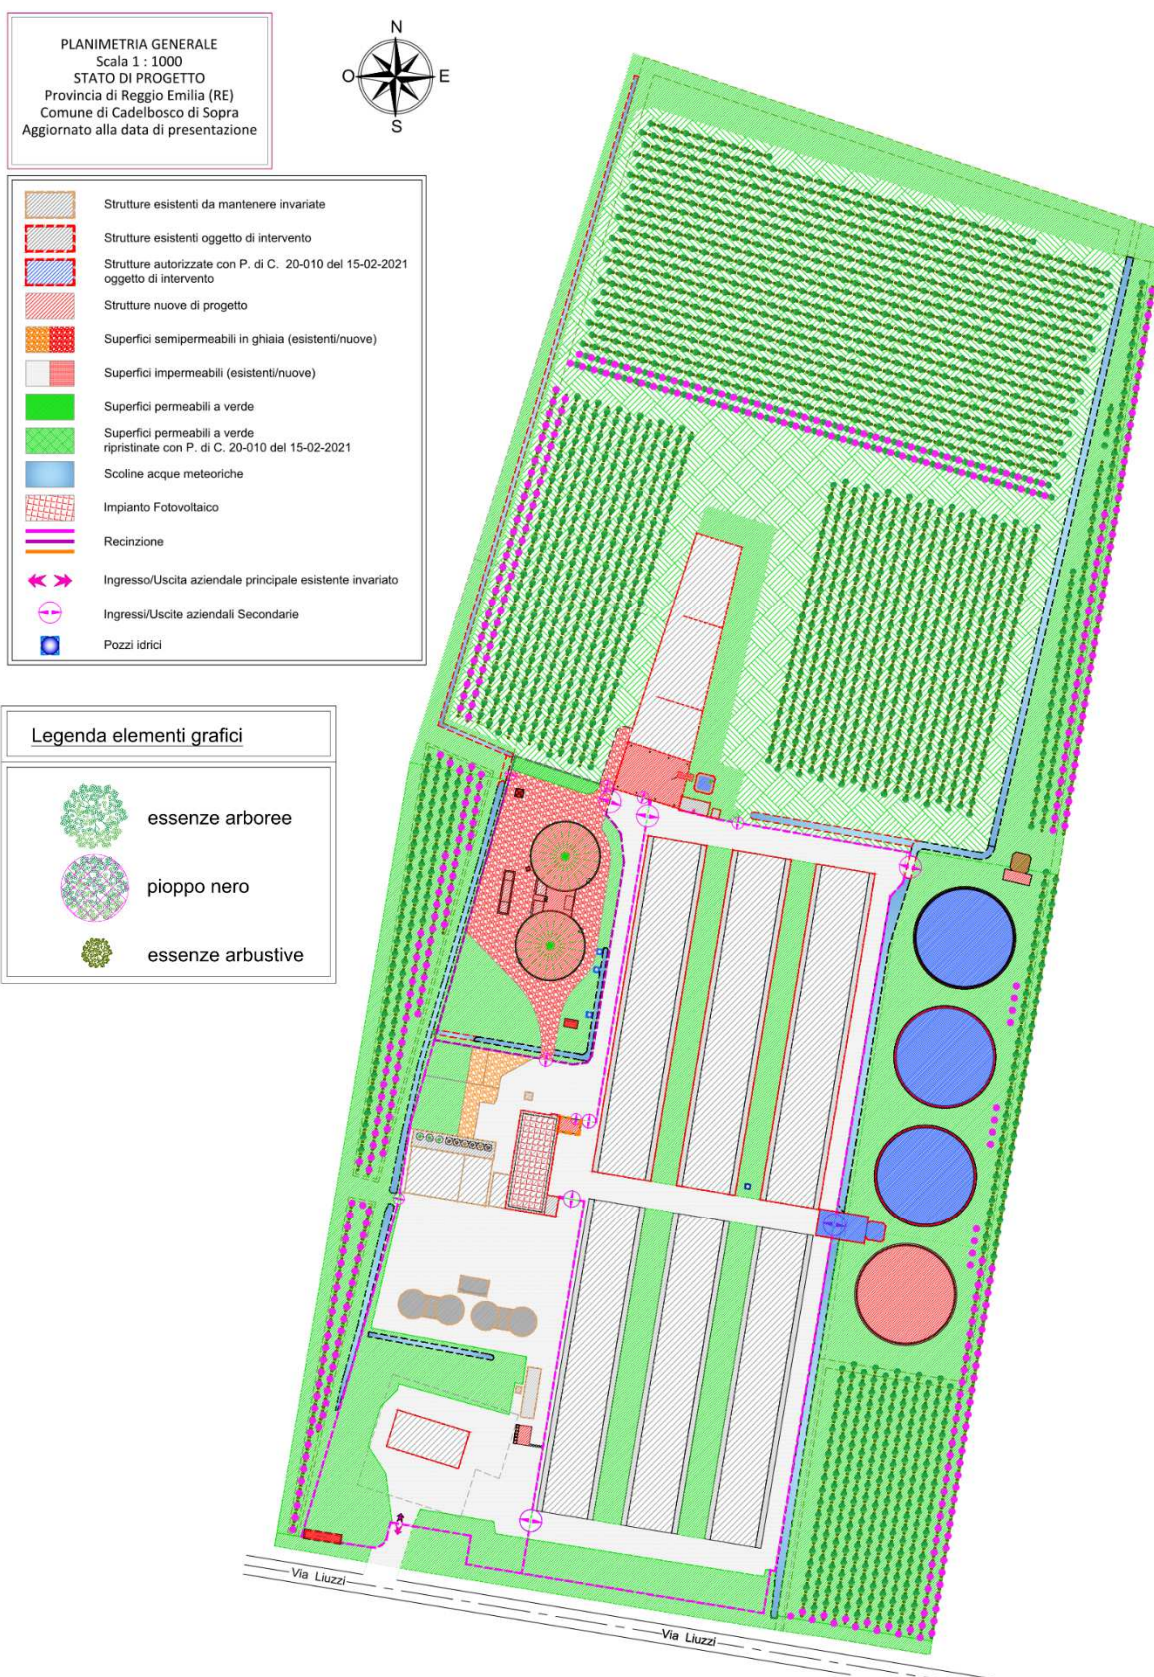 PLANIMETRIA GENERALE
Scala 1 : 1000
STATO DI PROGETTO
Provincia di Reggio Emilia (RE)
Comune di Cadelbosco di Sopra
Aggiornato alla data di presentazione
N
O
E
S
Strutture esistenti da mantenere invariate
Strutture esistenti oggetto di intervento
Strutture autorizzate con P. di C. 20-010 del 15-02-2021
oggetto di intervento
Strutture nuove di progetto
Superfici semipermeabili in ghiaia (esistenti/nuove)
Superfici impermeabili (esistenti/nuove)
Superfici permeabili a verde
Superfici permeabili a verde
ripristinate con P. di C. 20-010 del 15-02-2021
Scoline acque meteoriche
Impianto Fotovoltaico
Recinzione
Ingresso/Uscita aziendale principale esistente invariato
Ingressi/Uscite aziendali Secondarie
Pozzi idrici
Legenda elementi grafici
essenze arboree
pioppo nero
essenze arbustive
Via Liuzzi
Via Liuzzi